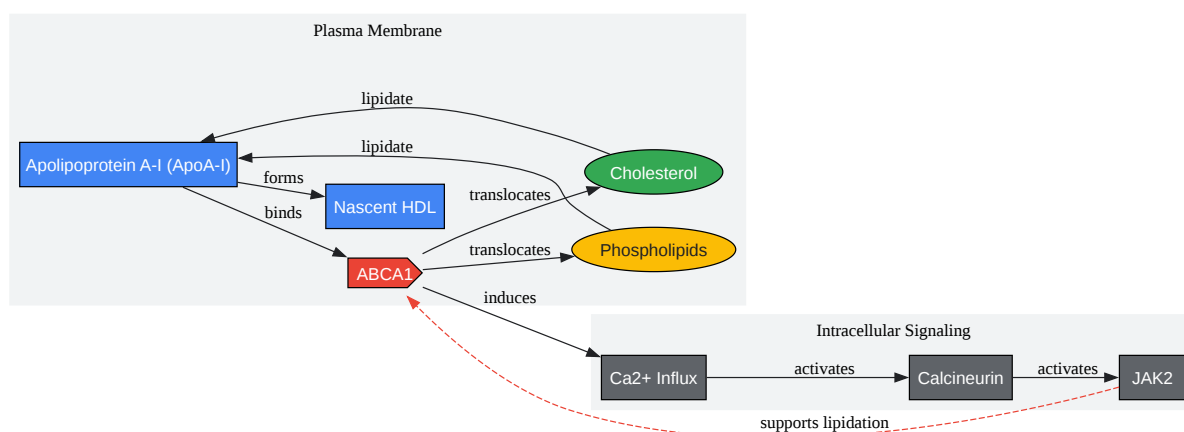 Plasma Membrane
lipidate
Apolipoprotein A-I (ApoA-I)
lipidate
Cholesterol
forms
Nascent HDL
translocates
binds
translocates
Phospholipids
ABCA1
induces
Intracellular Signaling
Ca2+ Influx
activates
Calcineurin
activates
JAK2
supports lipidation